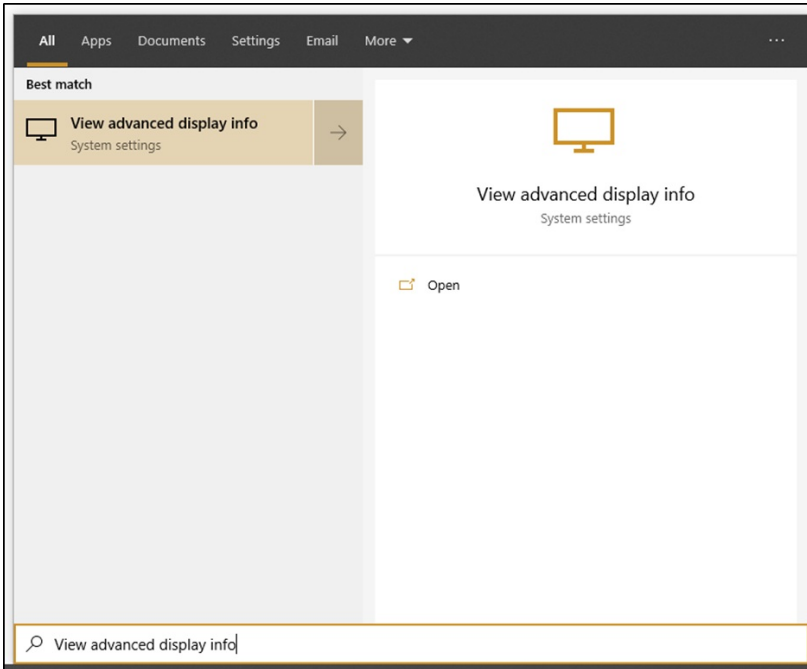 All Apps Documents Settings Email More ...
Best match
View advanced display info
System settings
View advanced display info
System settings
Open
View advanced display info